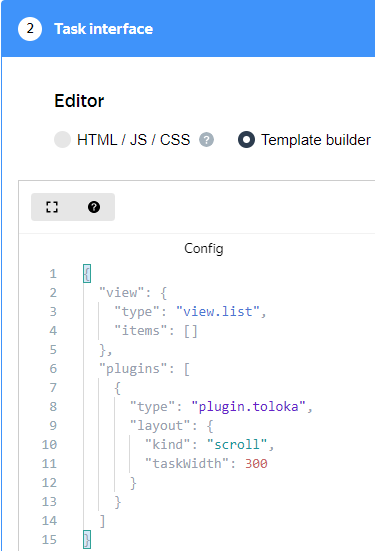 2 Task interface
Editor
HTML / JS / CSS ? Template builder
?
Config
1 {
2   "view": {
3     "type": "view.list",
4     "items": []
5   },
6   "plugins": [
7     {
8       "type": "plugin.toloka",
9       "layout": {
10         "kind": "scroll",
11         "taskWidth": 300
12       }
13     }
14   ]
15 }